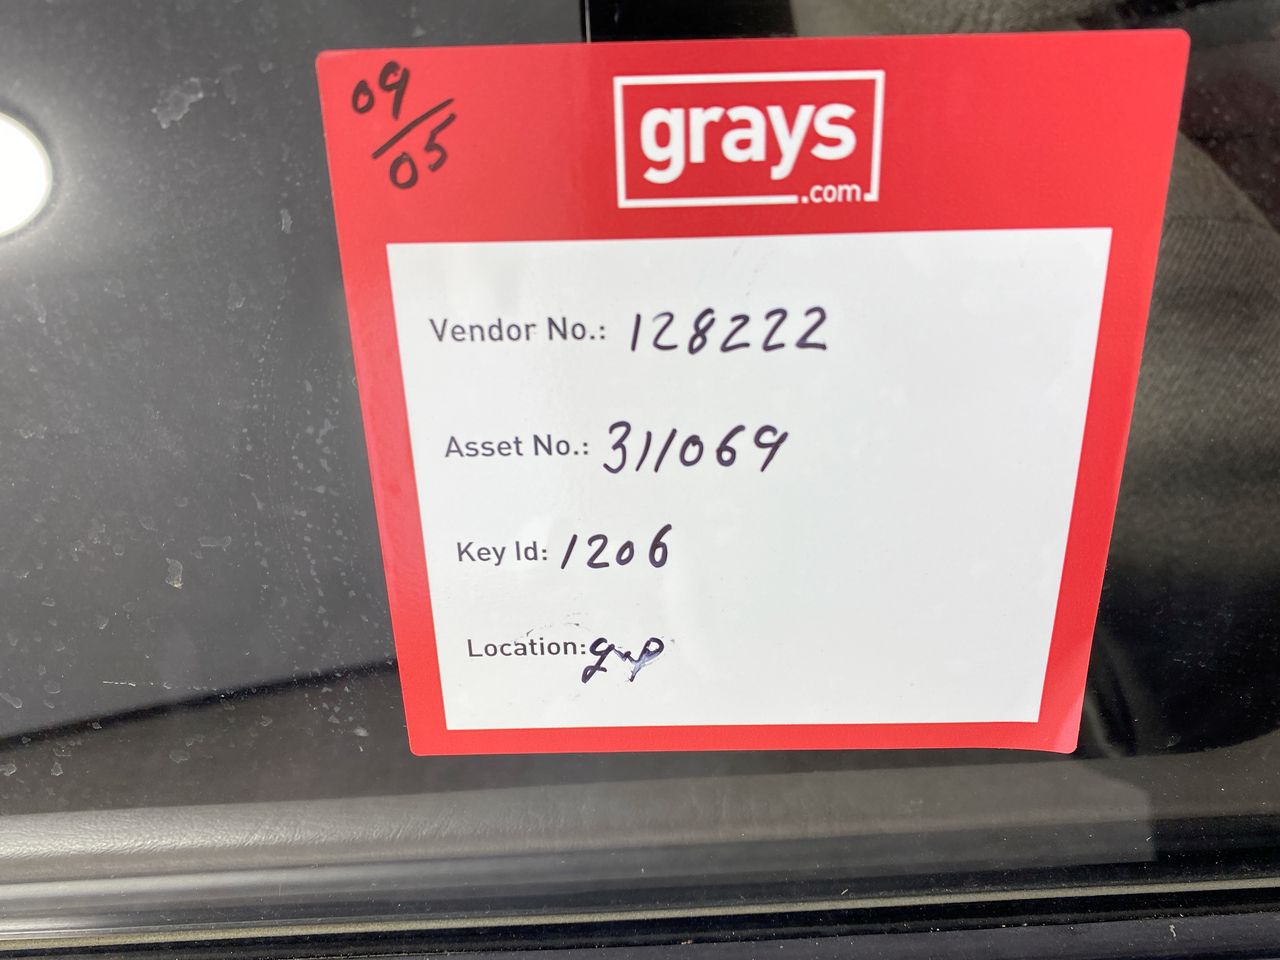 09/05
grays
.com
Vendor No.: 128222
Asset No.: 311069
Key Id: 1206
Location: